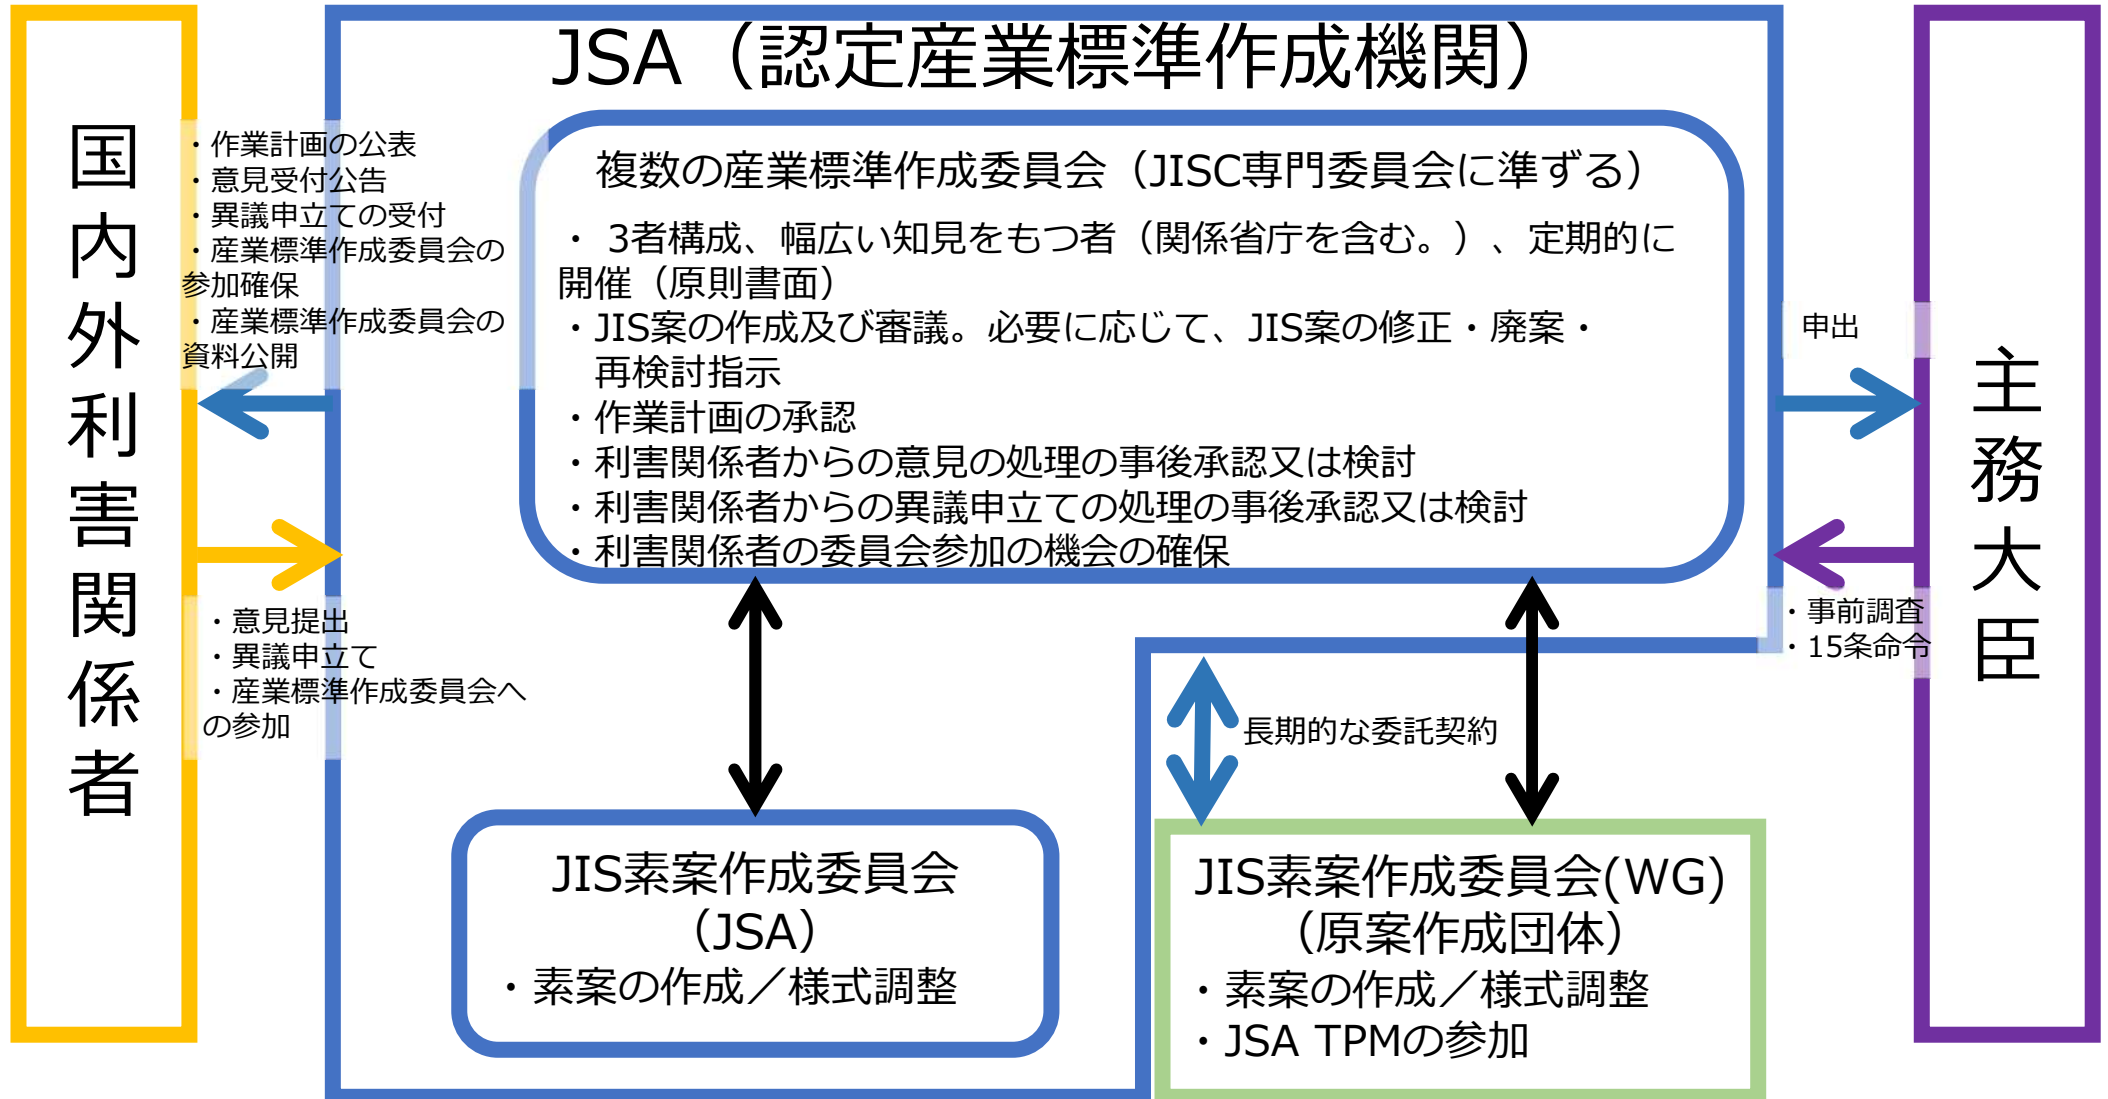 JSA（認定産業標準作成機関）
国内外利害関係者
・作業計画の公表
・意見受付公告
・異議申立ての受付
・産業標準作成委員会の
参加確保
・産業標準作成委員会の
資料公開
・意見提出
・異議申立て
・産業標準作成委員会へ
の参加
複数の産業標準作成委員会（JISC専門委員会に準ずる）
・ 3者構成、幅広い知見をもつ者（関係省庁を含む。）、定期的に
開催（原則書面）
・JIS案の作成及び審議。必要に応じて、JIS案の修正・廃案・
再検討指示
・作業計画の承認
・利害関係者からの意見の処理の事後承認又は検討
・利害関係者からの異議申立ての処理の事後承認又は検討
・利害関係者の委員会参加の機会の確保
申出
・事前調査
・15条命令
主務大臣
長期的な委託契約
JIS素案作成委員会
（JSA）
・素案の作成／様式調整
JIS素案作成委員会(WG)
（原案作成団体）
・素案の作成／様式調整
・JSA TPMの参加